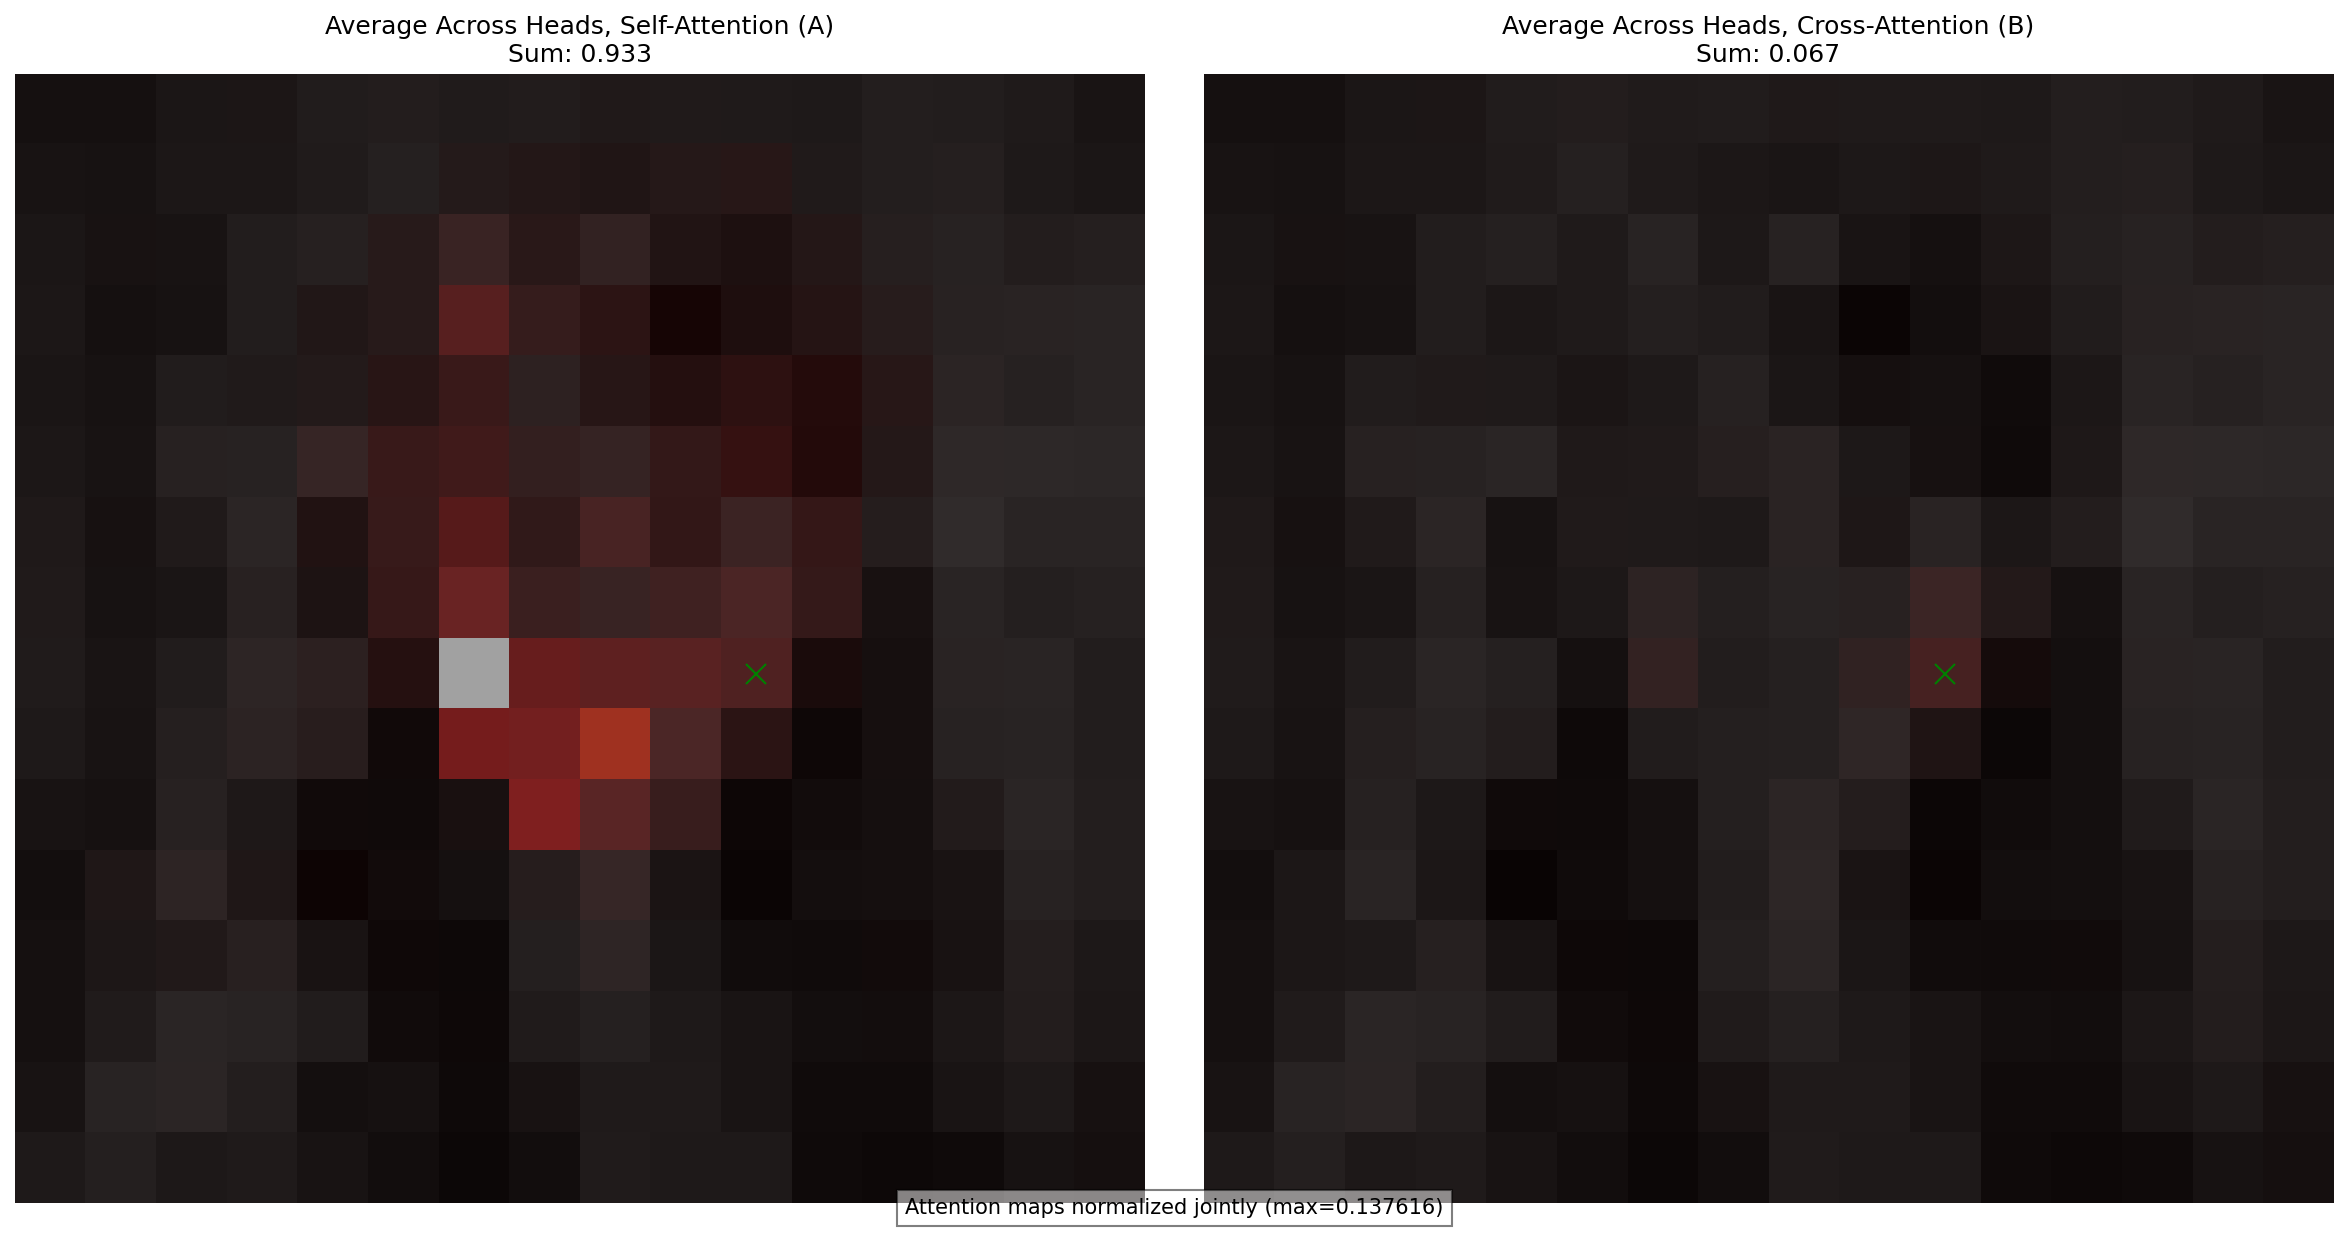 Average Across Heads, Self-Attention (A)
Sum: 0.933
Average Across Heads, Cross-Attention (B)
Sum: 0.067
Attention maps normalized jointly (max=0.137616)